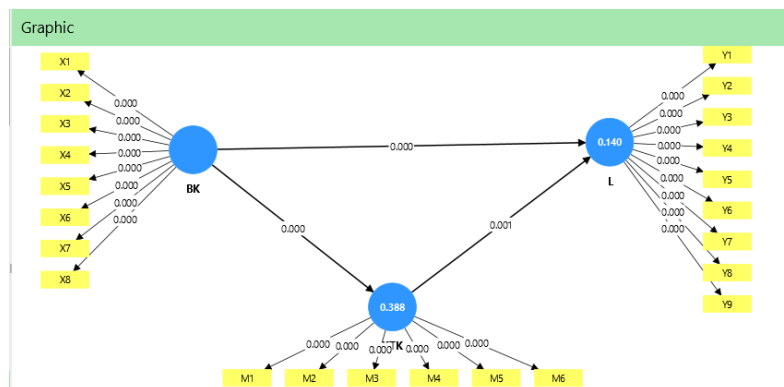 Graphic
X1
X2
X3
X4
X5
X6
X7
X8
0.000
0.000
0.000
0.000
0.000
0.000
0.000
0.000
BK
0.000
0.000
0.001
0.140
L
0.388
TK
0.000
0.000
0.000
0.000
0.000
0.000
M1
M2
M3
M4
M5
M6
0.000
0.000
0.000
0.000
0.000
0.000
0.000
0.000
0.000
Y1
Y2
Y3
Y4
Y5
Y6
Y7
Y8
Y9